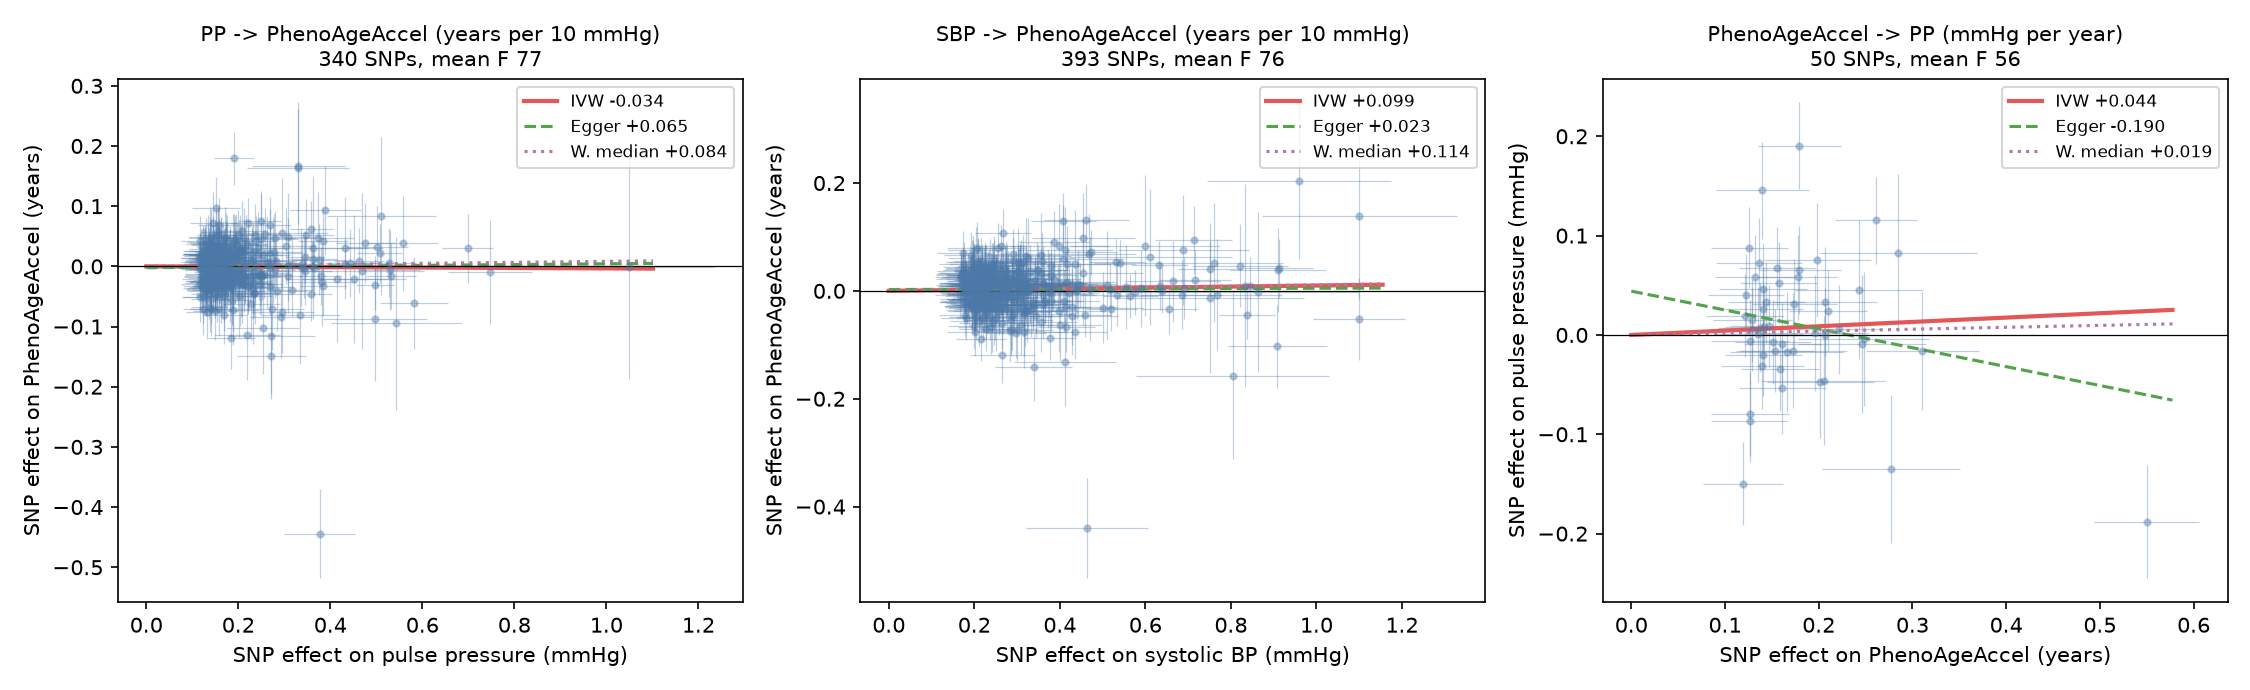 PP -> PhenoAgeAccel (years per 10 mmHg)
340 SNPs, mean F 77
SNP effect on PhenoAgeAccel (years)
0.3
0.2
0.1
0.0
−0.1
−0.2
−0.3
−0.4
−0.5
IVW -0.034
Egger +0.065
W. median +0.084
0.0 0.2 0.4 0.6 0.8 1.0 1.2
SNP effect on pulse pressure (mmHg)
SBP -> PhenoAgeAccel (years per 10 mmHg)
393 SNPs, mean F 76
SNP effect on PhenoAgeAccel (years)
0.2
0.0
−0.2
−0.4
IVW +0.099
Egger +0.023
W. median +0.114
0.0 0.2 0.4 0.6 0.8 1.0 1.2
SNP effect on systolic BP (mmHg)
PhenoAgeAccel -> PP (mmHg per year)
50 SNPs, mean F 56
SNP effect on pulse pressure (mmHg)
0.2
0.1
0.0
−0.1
−0.2
IVW +0.044
Egger -0.190
W. median +0.019
0.0 0.1 0.2 0.3 0.4 0.5 0.6
SNP effect on PhenoAgeAccel (years)